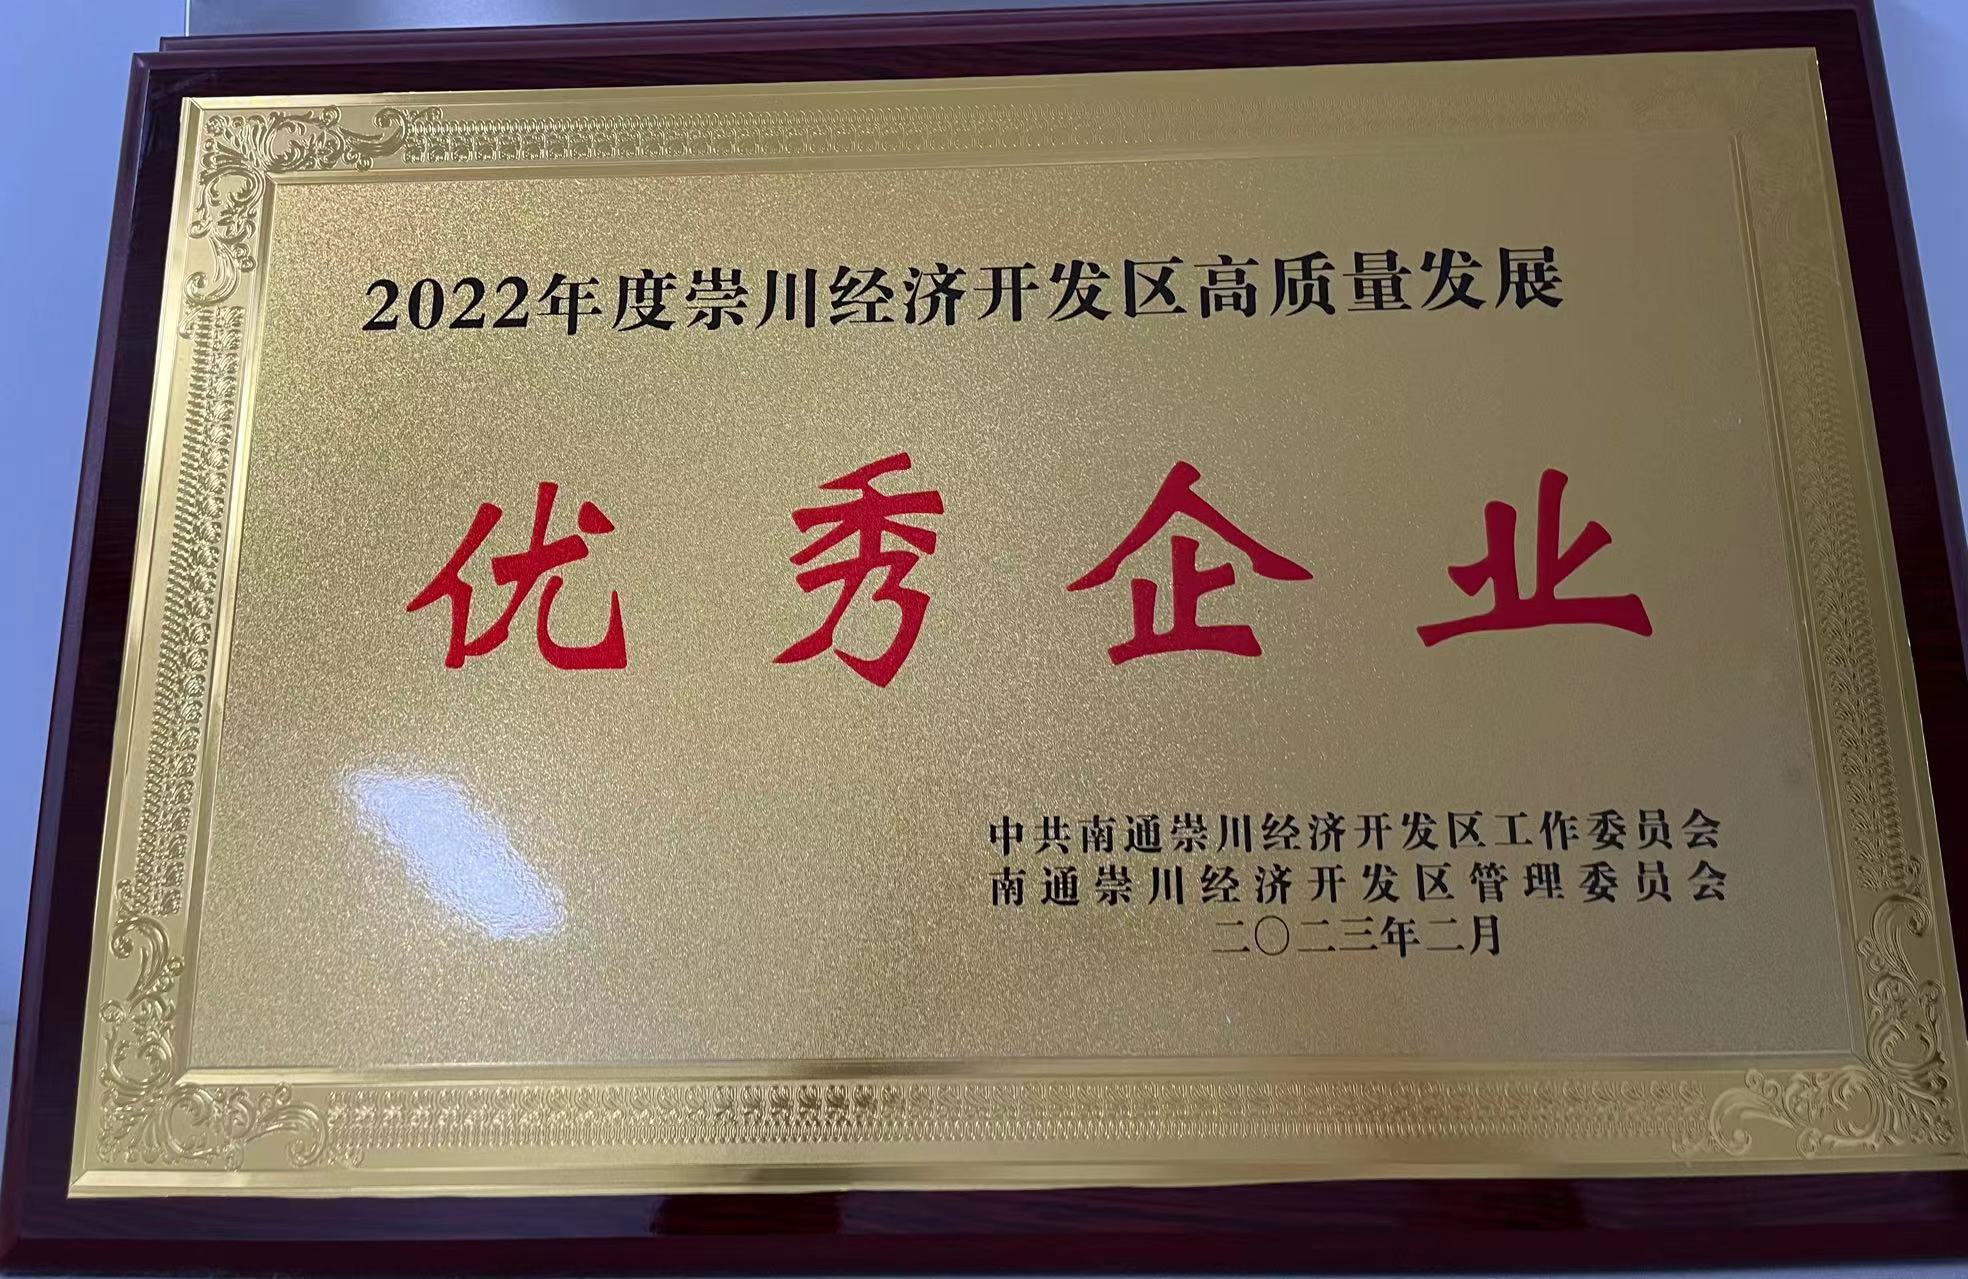 2022年度崇川经济开发区高质量发展
优秀企业
中共南通崇川经济开发区工作委员会
南通崇川经济开发区管理委员会
二〇二三年二月